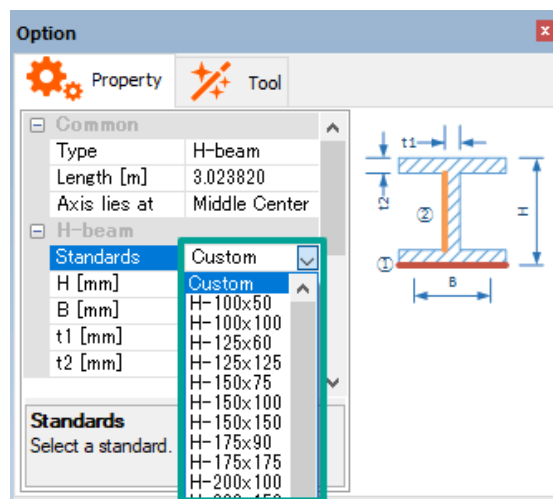 Option
x
Property
Tool
Common
Type H-beam
Length [m] 3.023820
Axis lies at Middle Center
H-beam
Standards Custom
H [mm]
B [mm]
t1 [mm]
t2 [mm]
Custom
H-100x50
H-100x100
H-125x60
H-125x125
H-150x75
H-150x100
H-150x150
H-175x90
H-175x175
H-200x100
Standards
Select a standard.
t1
t2
②
H
①
B